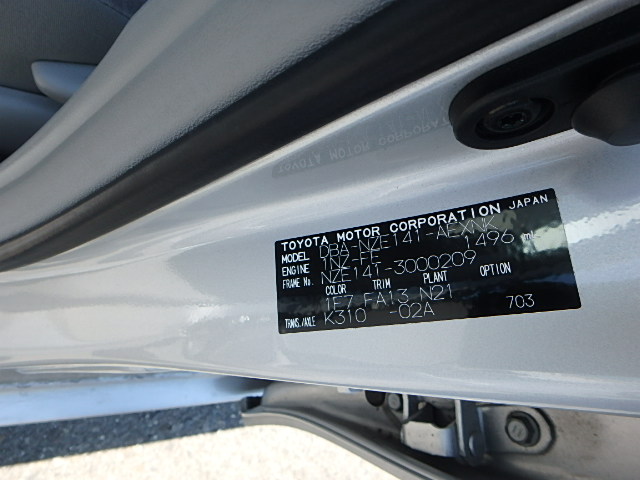 TOYOTA MOTOR CORPORATION JAPAN
MODEL DBA-NZE141-AEXNK
ENGINE 1NZ-FE 1496 mL
FRAME No. NZE141-3000209
COLOR TRIM PLANT OPTION
1F7 FA13 N21
TRANS./AXLE K310 -02A 703